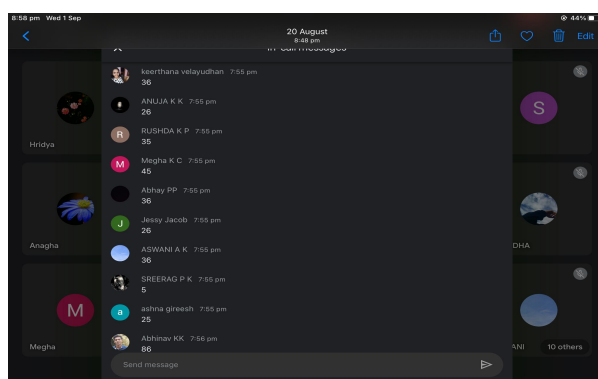 8:58 pm Wed 1 Sep
44%
20 August
8:48 pm
Edit
In-call messages
keerthana velayudhan 7:55 pm
36
ANUJA K K 7:55 pm
26
RUSHDA K P 7:55 pm
35
Megha K C 7:55 pm
45
Abhay PP 7:55 pm
36
Jessy Jacob 7:55 pm
26
ASWANI A K 7:55 pm
36
SREERAG P K 7:55 pm
5
ashna gireesh 7:55 pm
25
Abhinav KK 7:56 pm
86
Send message
Hridya
Anagha
Megha
R
M
J
a
M
S
DHA
ANI
10 others